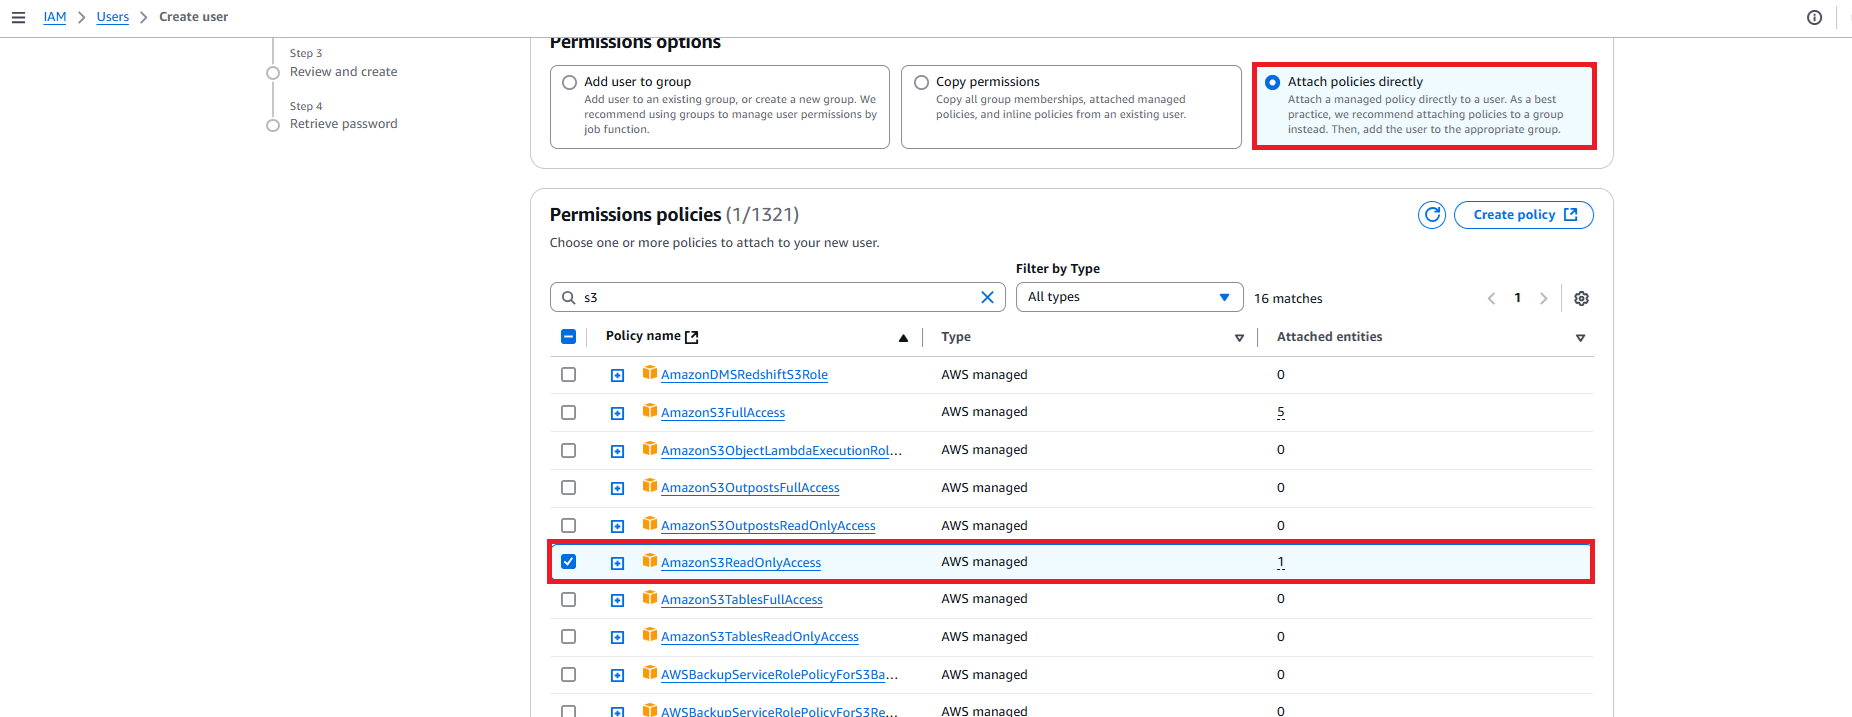 IAM > Users > Create user
Step 3
Review and create
Step 4
Retrieve password
Permissions options
Add user to group
Add user to an existing group, or create a new group. We
recommend using groups to manage user permissions by
job function.
Copy permissions
Copy all group memberships, attached managed
policies, and inline policies from an existing user.
Attach policies directly
Attach a managed policy directly to a user. As a best
practice, we recommend attaching policies to a group
instead. Then, add the user to the appropriate group.
Permissions policies (1/1321)
Create policy
Choose one or more policies to attach to your new user.
Filter by Type
s3
All types
16 matches
1
Policy name Type Attached entities
AmazonDMSRedshiftS3Role AWS managed 0
AmazonS3FullAccess AWS managed 5
AmazonS3ObjectLambdaExecutionRol... AWS managed 0
AmazonS3OutpostsFullAccess AWS managed 0
AmazonS3OutpostsReadOnlyAccess AWS managed 0
AmazonS3ReadOnlyAccess AWS managed 1
AmazonS3TablesFullAccess AWS managed 0
AmazonS3TablesReadOnlyAccess AWS managed 0
AWSBackupServiceRolePolicyForS3Ba... AWS managed 0
AWSBackupServiceRolePolicyForS3Re... AWS managed 0